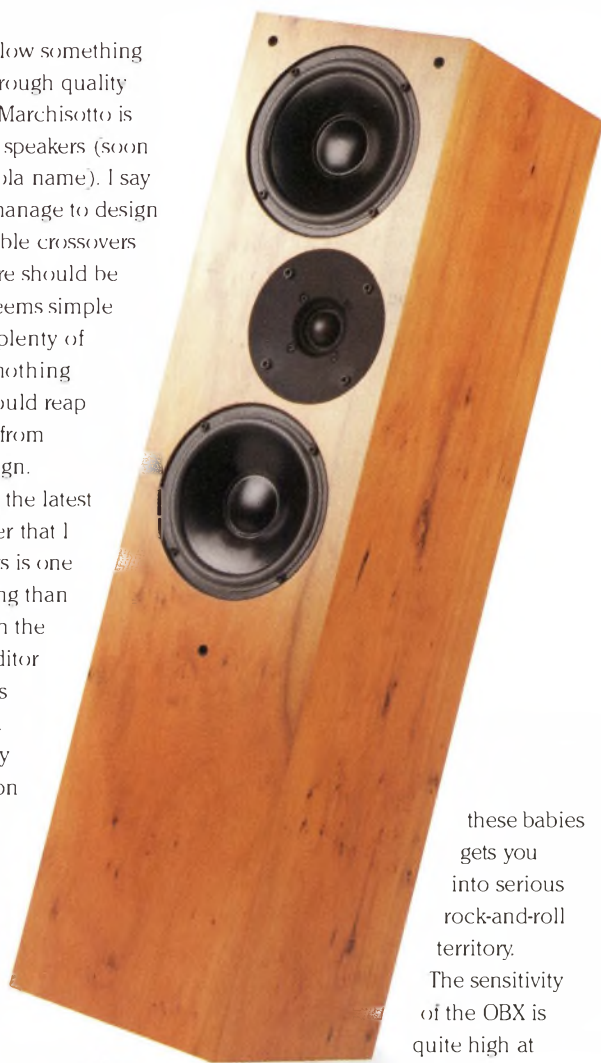 low something
rough quality
Marchisotto is
speakers (soon
ola name). I say
manage to design
ble crossovers
re should be
eems simple
plenty of
nothing
ould reap
from
ign.
the latest
er that I
s is one
ng than
n the
ditor
s
y
on
these babies
gets you
into serious
rock-and-roll
territory.
The sensitivity
of the OBX is
quite high at